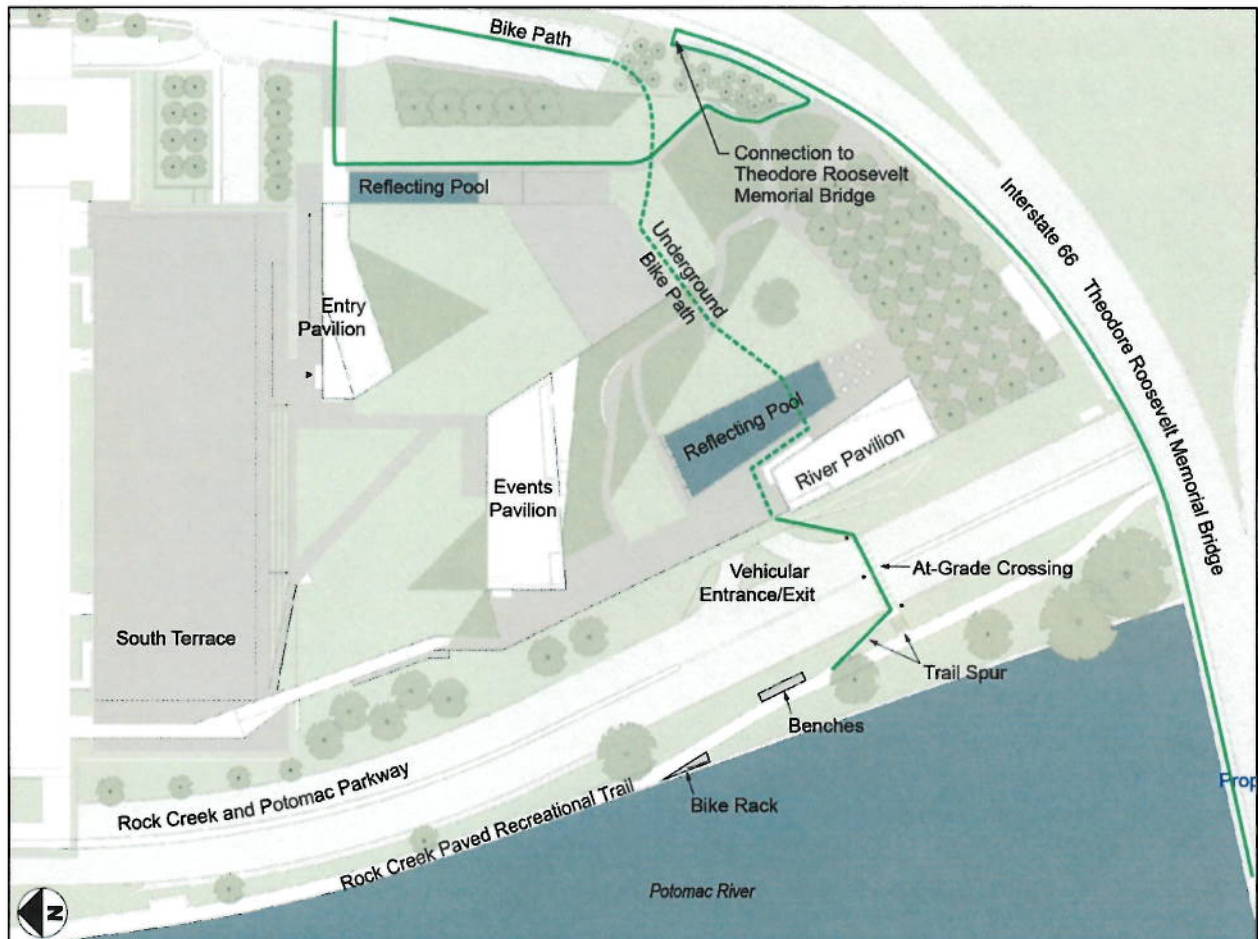 Bike Path
Connection to
Theodore Roosevelt
Memorial Bridge
Reflecting Pool
Interstate 66 Theodore Roosevelt Memorial Bridge
Underground
Bike Path
Entry
Pavilion
Reflecting Pool
River Pavilion
Events
Pavilion
Vehicular
Entrance/Exit
At-Grade Crossing
South Terrace
Trail Spur
Benches
Prop
Rock Creek and Potomac Parkway
Bike Rack
Rock Creek Paved Recreational Trail
Potomac River
N